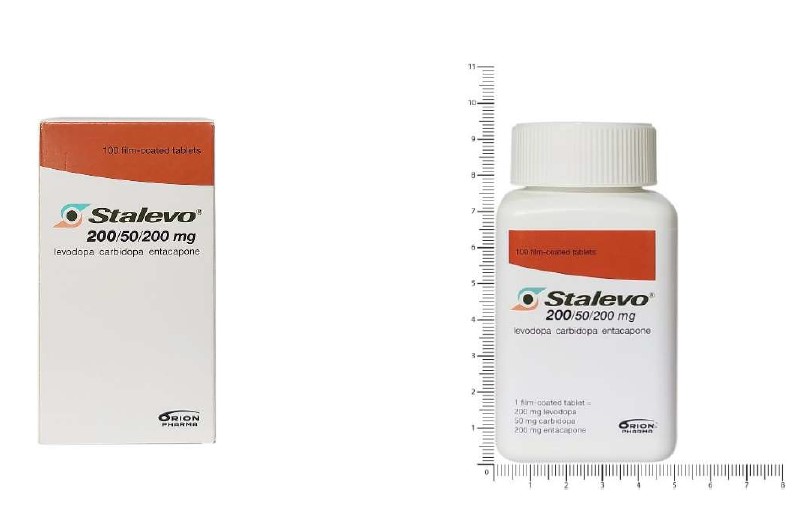 100 film-coated tablets
Stalevo®
200/50/200 mg
levodopa carbidopa entacapone
ORION
PHARMA
11
10
9
8
7
6
5
4
3
2
1
0
1
2
3
4
5
6
7
8
100 film-coated tablets
Stalevo®
200/50/200 mg
levodopa carbidopa entacapone
1 film-coated tablet =
200 mg levodopa
50 mg carbidopa
200 mg entacapone
ORION
PHARMA